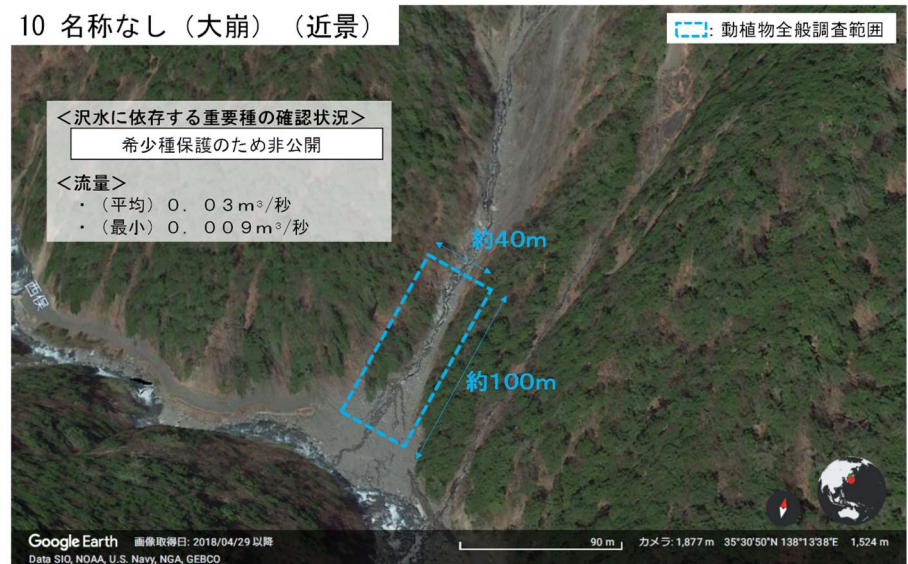 10 名称なし（大崩）（近景）
: 動植物全般調査範囲
＜沢水に依存する重要種の確認状況＞
希少種保護のため非公開
＜流量＞
・（平均）０．０３ｍ³/秒
・（最小）０．００９ｍ³/秒
約40m
西俣
約100m
Google Earth 画像取得日: 2018/04/29 以降
90 m カメラ: 1,877 m 35°30'50"N 138°13'38"E 1,524 m
Data SIO, NOAA, U.S. Navy, NGA, GEBCO